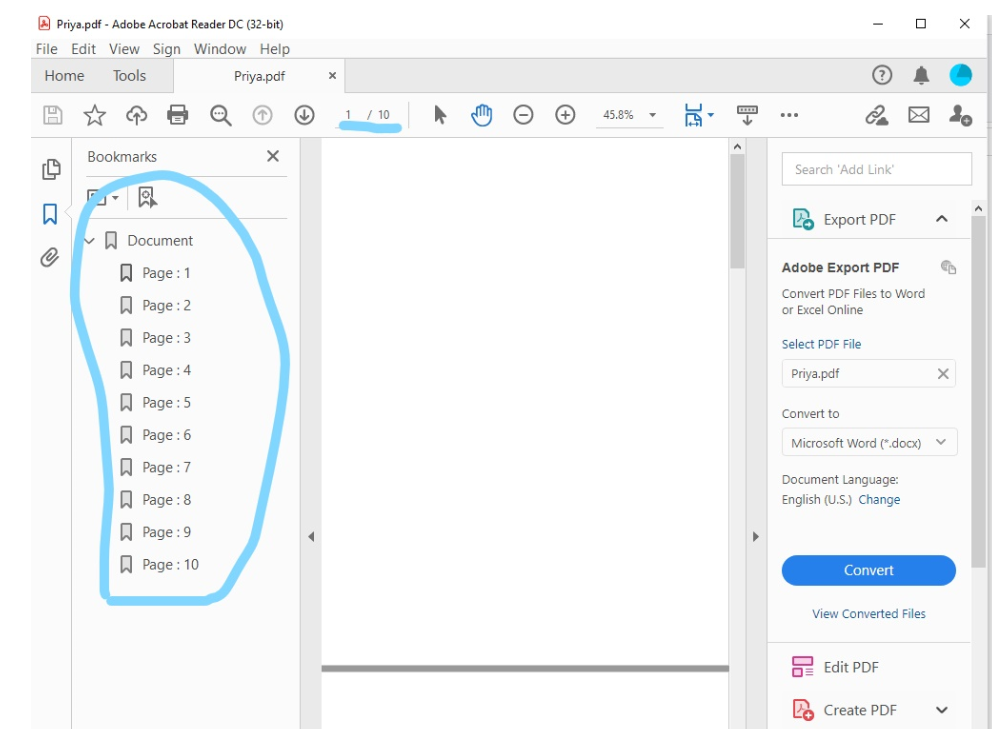 Priya.pdf - Adobe Acrobat Reader DC (32-bit)
File Edit View Sign Window Help
Home Tools Priya.pdf
1 / 10 45.8%
Bookmarks
Document
Page : 1
Page : 2
Page : 3
Page : 4
Page : 5
Page : 6
Page : 7
Page : 8
Page : 9
Page : 10
Search 'Add Link'
Export PDF
Adobe Export PDF
Convert PDF Files to Word
or Excel Online
Select PDF File
Priya.pdf
Convert to
Microsoft Word (*.docx)
Document Language:
English (U.S.) Change
Convert
View Converted Files
Edit PDF
Create PDF